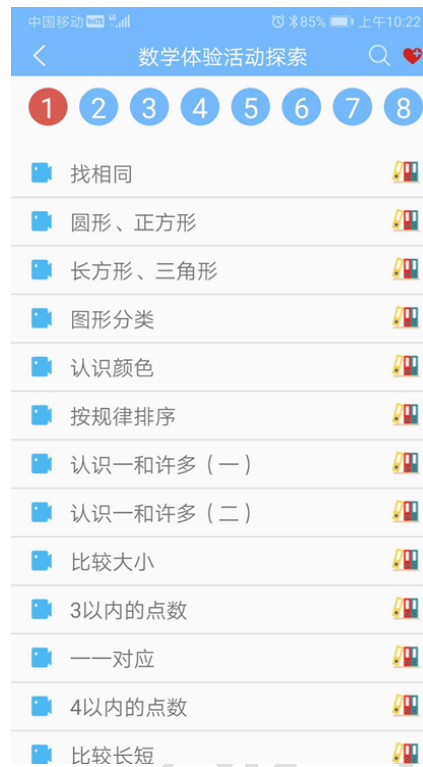 中国移动 HD 4G 85% 上午10:22
数学体验活动探索
1 2 3 4 5 6 7 8
找相同
圆形、正方形
长方形、三角形
图形分类
认识颜色
按规律排序
认识一和许多（一）
认识一和许多（二）
比较大小
3以内的点数
一一对应
4以内的点数
比较长短